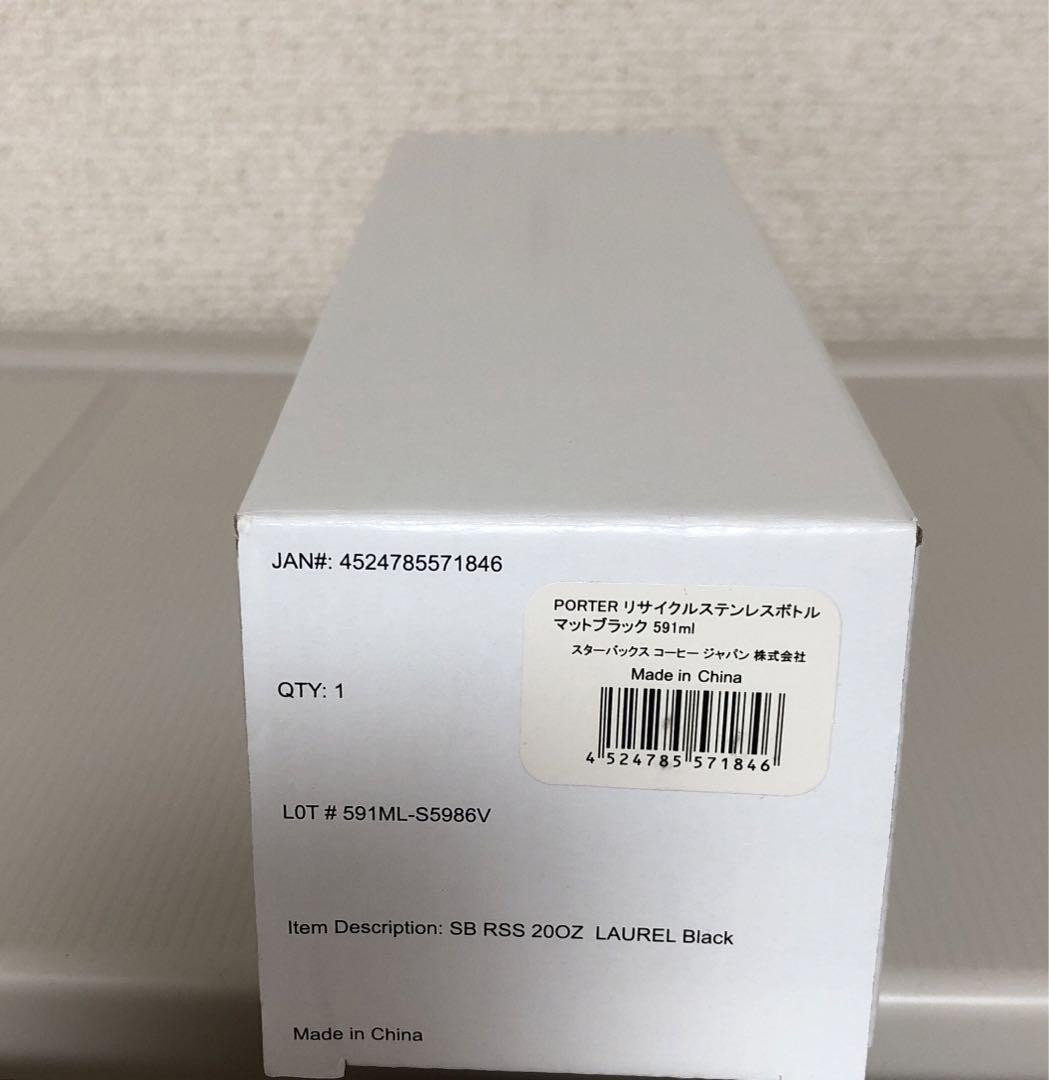 JAN#: 4524785571846
PORTER リサイクルステンレスボトル
マットブラック 591ml
スターバックス コーヒー ジャパン 株式会社
Made in China
4 524785 571846
QTY: 1
L0T # 591ML-S5986V
Item Description: SB RSS 20OZ LAUREL Black
Made in China